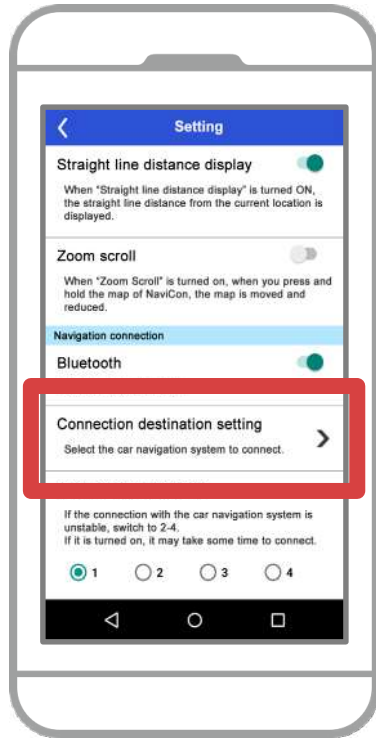 Setting
Straight line distance display
When "Straight line distance display" is turned ON,
the straight line distance from the current location is
displayed.
Zoom scroll
When "Zoom Scroll" is turned on, when you press and
hold the map of NaviCon, the map is moved and
reduced.
Navigation connection
Bluetooth
Connection destination setting
Select the car navigation system to connect.
If the connection with the car navigation system is
unstable, switch to 2-4.
If it is turned on, it may take some time to connect.
1 2 3 4